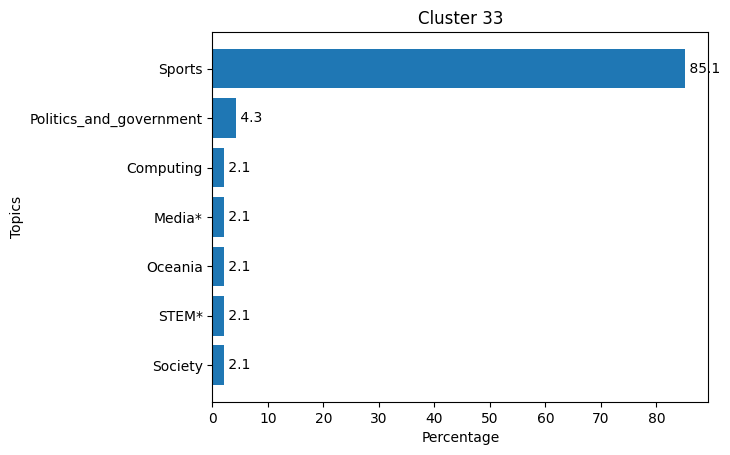 Cluster 33
Topics
Sports 85.1
Politics_and_government 4.3
Computing 2.1
Media* 2.1
Oceania 2.1
STEM* 2.1
Society 2.1
0 10 20 30 40 50 60 70 80
Percentage